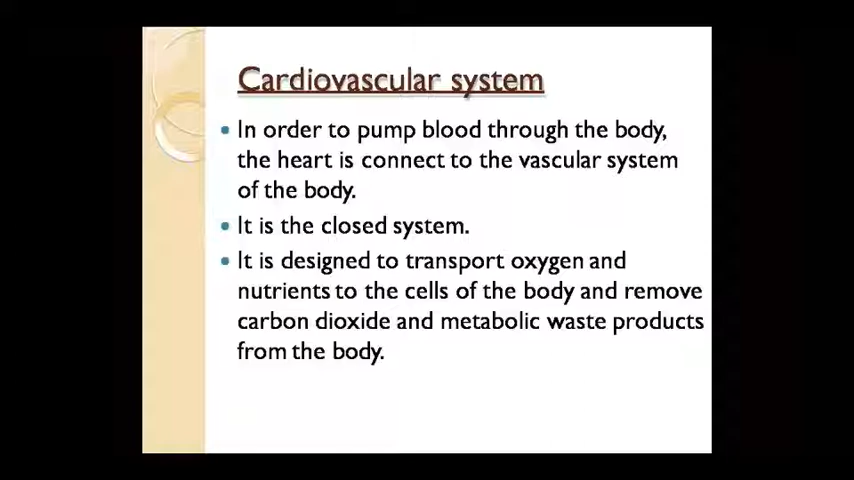 Cardiovascular system
• In order to pump blood through the body,
the heart is connect to the vascular system
of the body.
• It is the closed system.
• It is designed to transport oxygen and
nutrients to the cells of the body and remove
carbon dioxide and metabolic waste products
from the body.